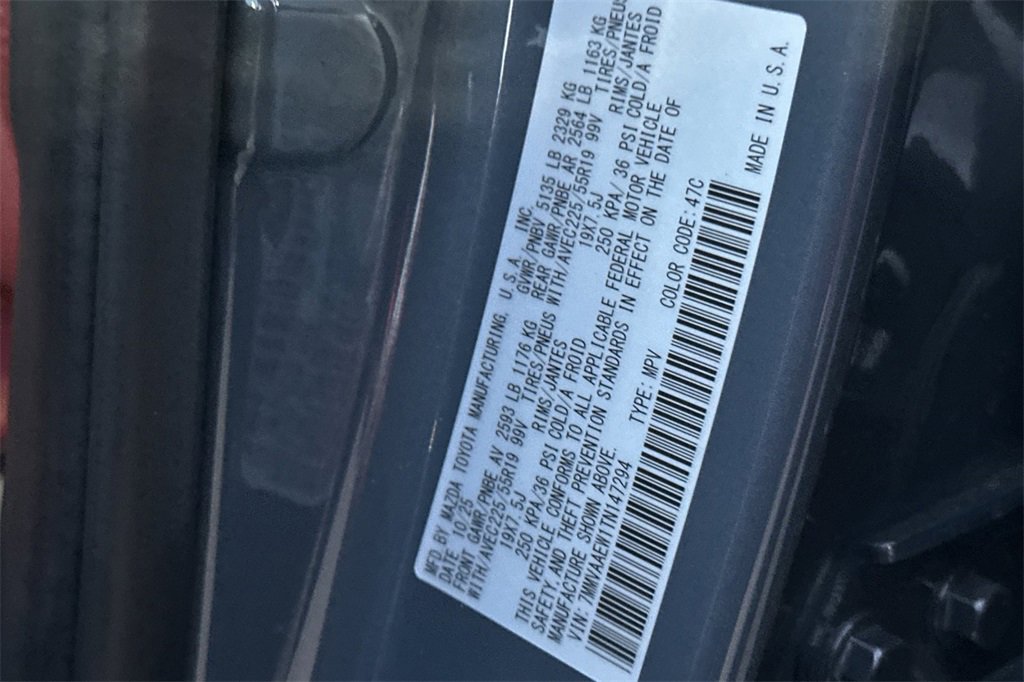 MFD BY MAZDA TOYOTA MANUFACTURING, U.S.A. INC.
DATE 10/25 GVWR/PNBV 5135 LB 2329 KG
FRONT GAWR/PNBE AV 2593 LB 1176 KG REAR GAWR/PNBE AR 2564 LB 1163 KG
WITH/AVEC225/55R19 99V TIRES/PNEUS WITH/AVEC225/55R19 99V TIRES/PNEUS
19X7.5J RIMS/JANTES 19X7.5J RIMS/JANTES
250 KPA/36 PSI COLD/A FROID 250 KPA/36 PSI COLD/A FROID
THIS VEHICLE CONFORMS TO ALL APPLICABLE FEDERAL MOTOR VEHICLE
SAFETY, AND THEFT PREVENTION STANDARDS IN EFFECT ON THE DATE OF
MANUFACTURE SHOWN ABOVE.
VIN: 7MMVAAEW1TN147294 TYPE: MPV COLOR CODE: 47C
MADE IN U.S.A.